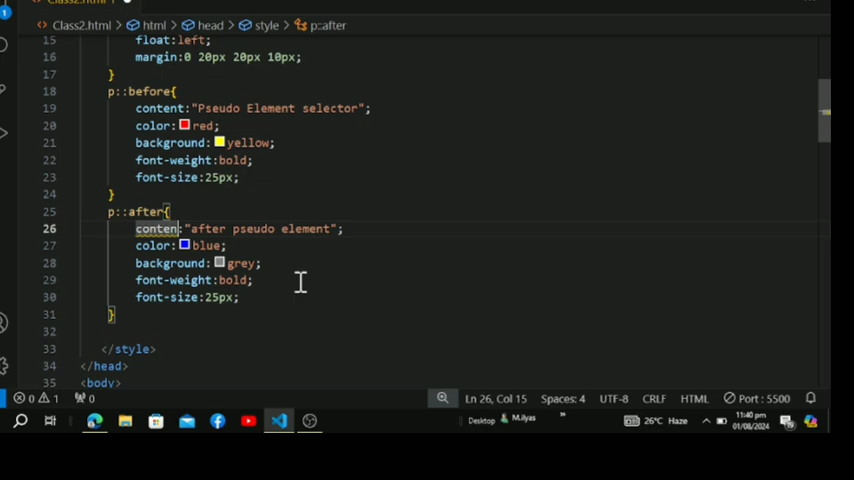 Class2.html 1
Class2.html > html > head > style > p::after
15 float:left;
16 margin:0 20px 20px 10px;
17 }
18 p::before{
19 content:"Pseudo Element selector";
20 color: red;
21 background: yellow;
22 font-weight:bold;
23 font-size:25px;
24 }
25 p::after{
26 conten:"after pseudo element";
27 color: blue;
28 background: grey;
29 font-weight:bold;
30 font-size:25px;
31 }
32
33 </style>
34 </head>
35 <body>
0 1 0 Ln 26, Col 15 Spaces: 4 UTF-8 CRLF HTML Port : 5500
Desktop M.ilyas » 26°C Haze 11:40 pm
01/08/2024